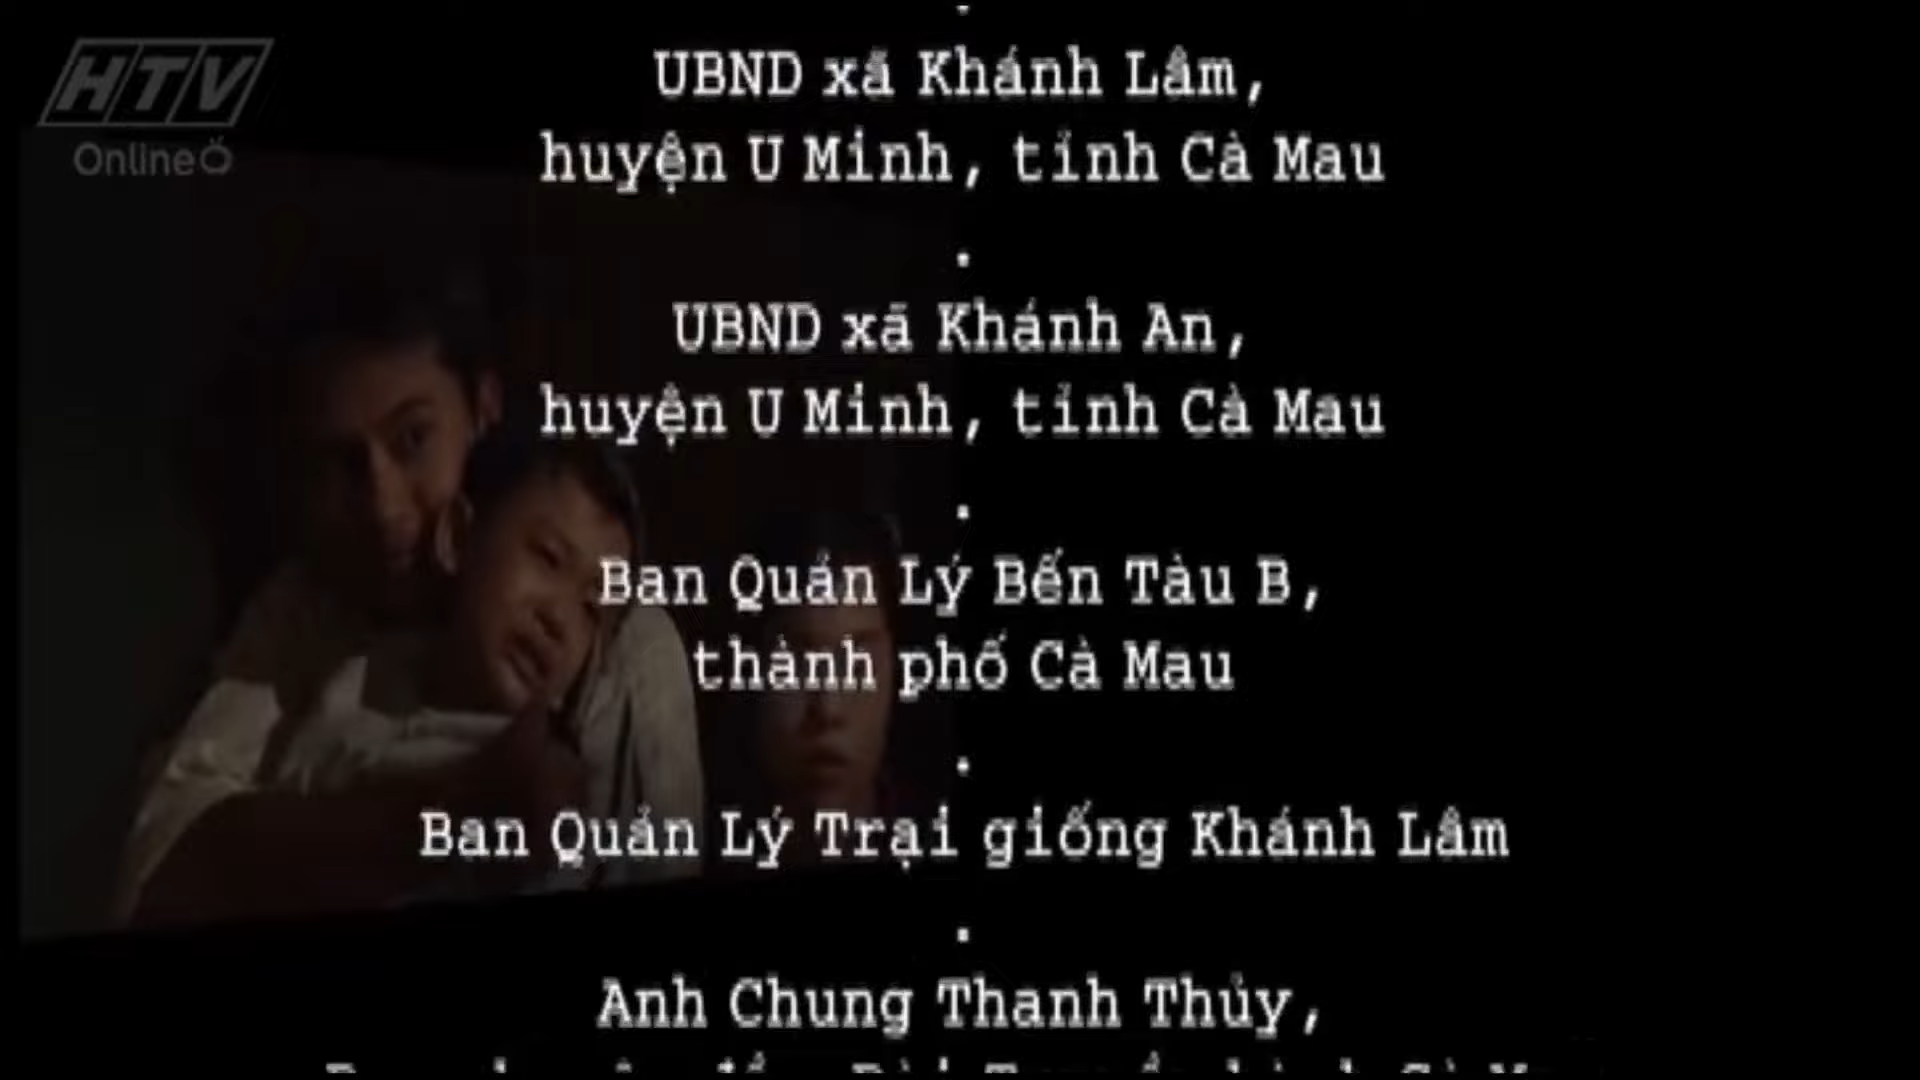 HTV
Online
UBND xã Khánh Lâm,
huyện U Minh, tỉnh Cà Mau
.
UBND xã Khánh An,
huyện U Minh, tỉnh Cà Mau
.
Ban Quản Lý Bến Tàu B,
thành phố Cà Mau
.
Ban Quản Lý Trại giống Khánh Lâm
.
Anh Chung Thanh Thủy,